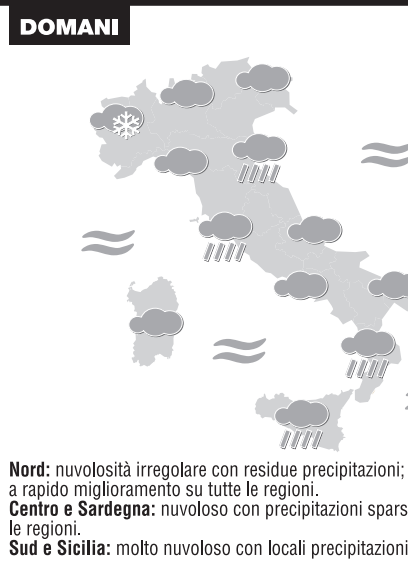 DOMANI
Nord: nuvolosità irregolare con residue precipitazioni;
a rapido miglioramento su tutte le regioni.
Centro e Sardegna: nuvoloso con precipitazioni spars
le regioni.
Sud e Sicilia: molto nuvoloso con locali precipitazioni